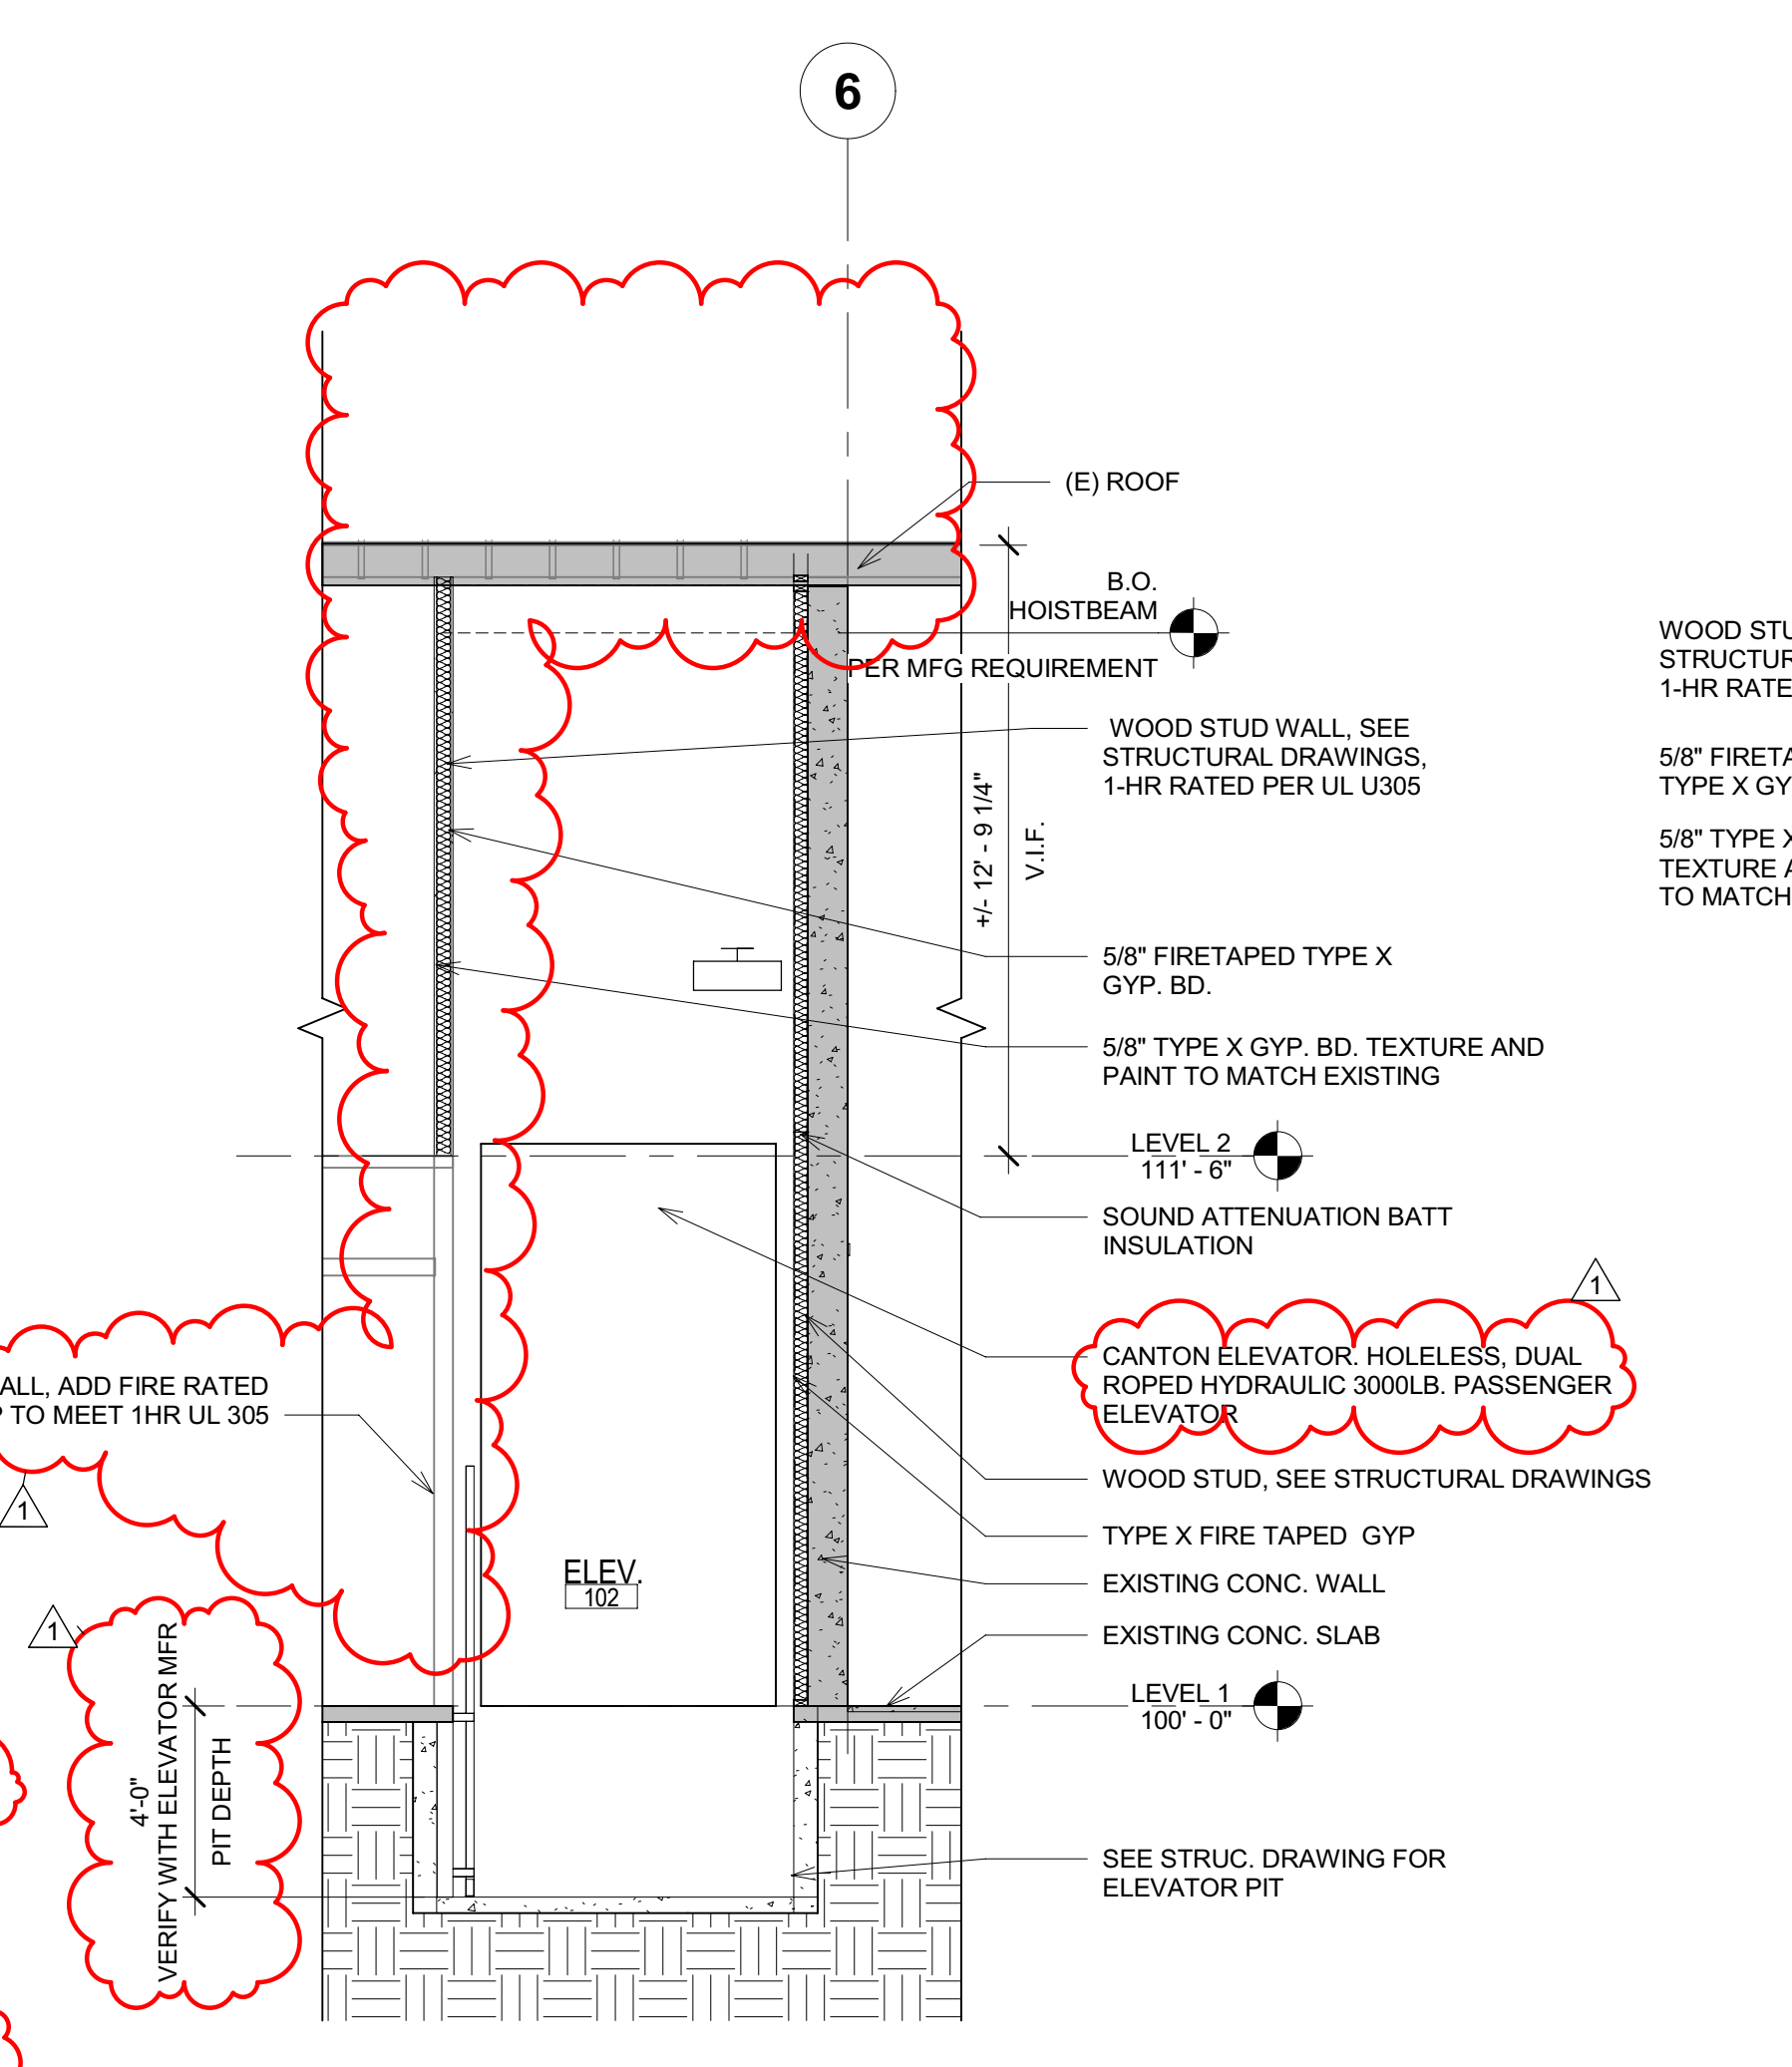 6
(E) ROOF
B.O.
HOISTBEAM
PER MFG REQUIREMENT
WOOD STUD WALL, SEE
STRUCTURAL DRAWINGS,
1-HR RATED PER UL U305
+/- 12' - 9 1/4"
V.I.F.
5/8" FIRETAPED TYPE X
GYP. BD.
5/8" TYPE X GYP. BD. TEXTURE AND
PAINT TO MATCH EXISTING
LEVEL 2
111' - 6"
SOUND ATTENUATION BATT
INSULATION
1
CANTON ELEVATOR. HOLELESS, DUAL
ROPED HYDRAULIC 3000LB. PASSENGER
ELEVATOR
WOOD STUD, SEE STRUCTURAL DRAWINGS
TYPE X FIRE TAPED GYP
EXISTING CONC. WALL
EXISTING CONC. SLAB
LEVEL 1
100' - 0"
SEE STRUC. DRAWING FOR
ELEVATOR PIT
ALL, ADD FIRE RATED
TO MEET 1HR UL 305
1
ELEV.
102
1
4'-0"
VERIFY WITH ELEVATOR MFR
PIT DEPTH
WOOD
1-HR
5/8"
TYPE X
5/8" TYPE
TEXTURE
TO MATCH